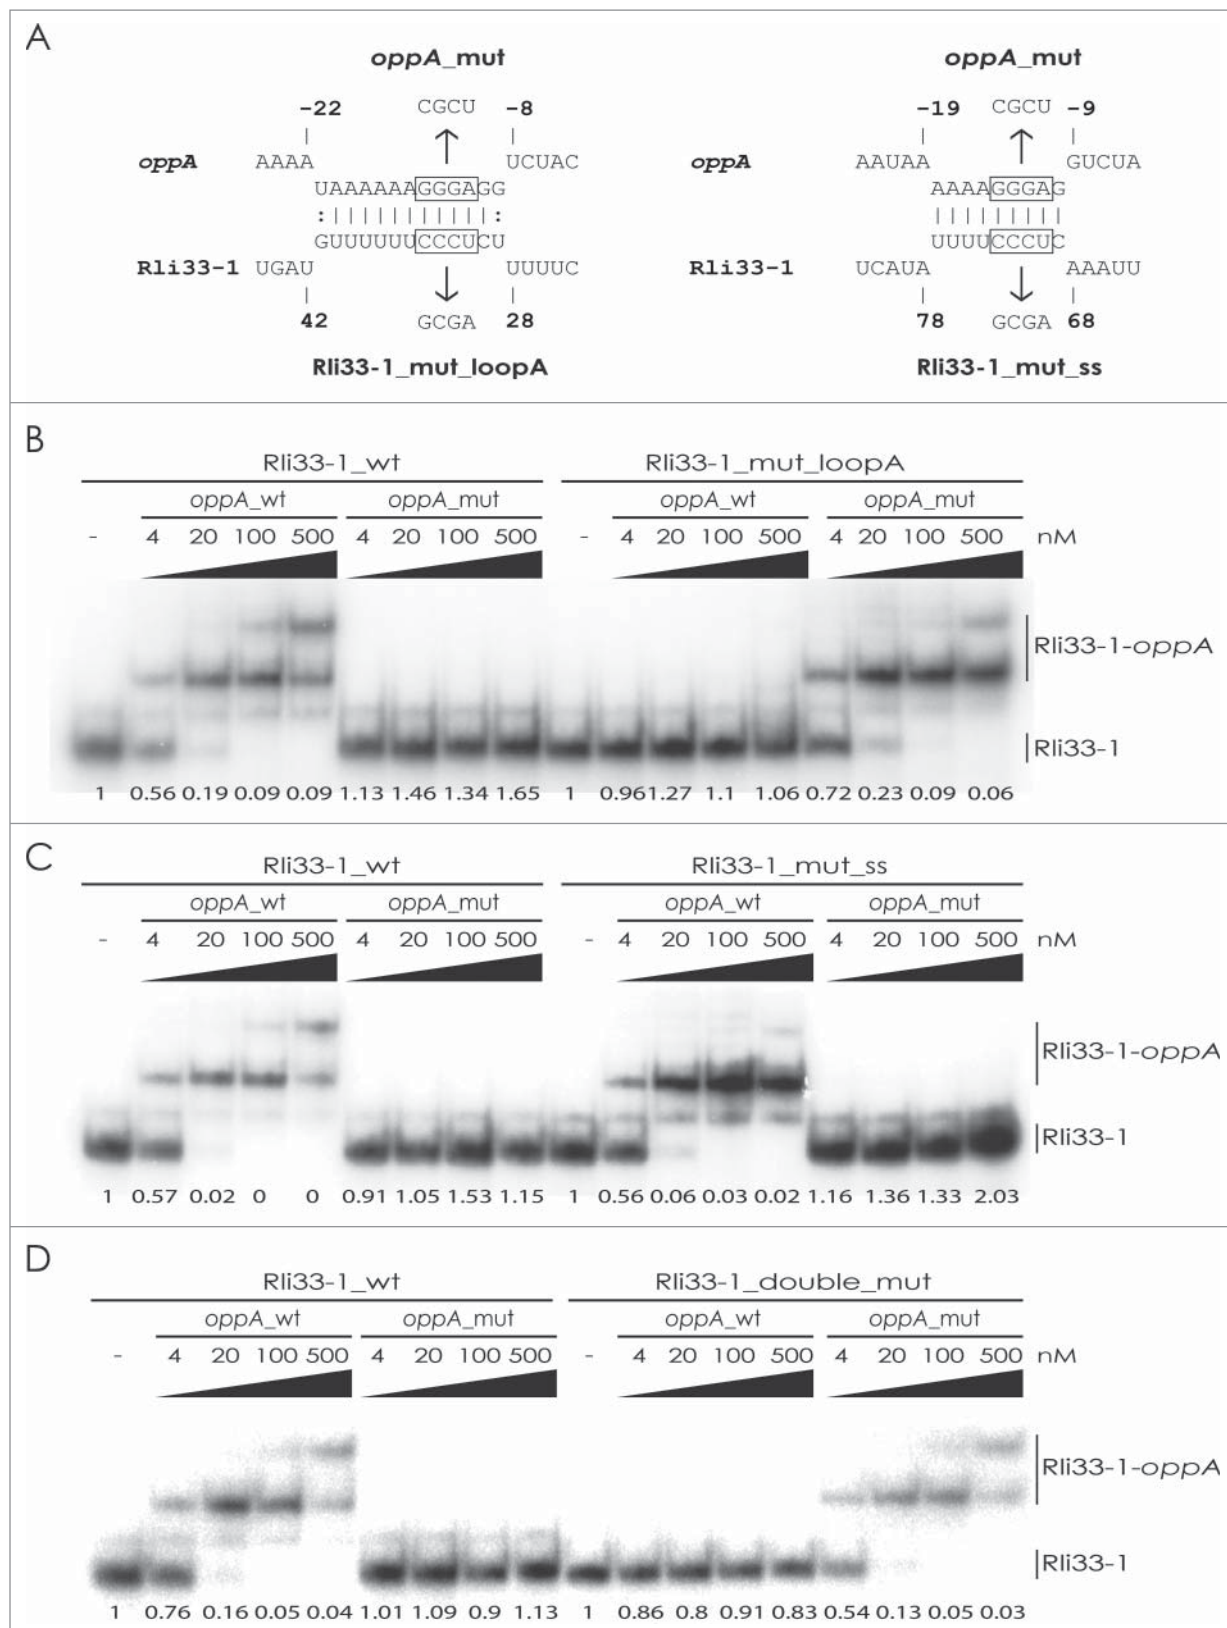 A
oppA_mut oppA_mut
-22 CGCU -8 -19 CGCU -9
oppA AAAA UCUAC oppA AAUAA GUCUA
UAAAAAAGGGAGG AAAAGGGAG
GUUUUUUCCCUCU UUUUCCCUC
Rli33-1 UGAU UUUUC Rli33-1 UCAUA AAAUU
42 GCGA 28 78 GCGA 68
Rli33-1_mut_loopA Rli33-1_mut_ss
B
Rli33-1_wt Rli33-1_mut_loopA
oppA_wt oppA_mut oppA_wt oppA_mut
- 4 20 100 500 4 20 100 500 - 4 20 100 500 4 20 100 500 nM
Rli33-1-oppA
Rli33-1
1 0.56 0.19 0.09 0.09 1.13 1.46 1.34 1.65 1 0.96 1.27 1.1 1.06 0.72 0.23 0.09 0.06
C
Rli33-1_wt Rli33-1_mut_ss
oppA_wt oppA_mut oppA_wt oppA_mut
- 4 20 100 500 4 20 100 500 - 4 20 100 500 4 20 100 500 nM
Rli33-1-oppA
Rli33-1
1 0.57 0.02 0 0 0.91 1.05 1.53 1.15 1 0.56 0.06 0.03 0.02 1.16 1.36 1.33 2.03
D
Rli33-1_wt Rli33-1_double_mut
oppA_wt oppA_mut oppA_wt oppA_mut
- 4 20 100 500 4 20 100 500 - 4 20 100 500 4 20 100 500 nM
Rli33-1-oppA
Rli33-1
1 0.76 0.16 0.05 0.04 1.01 1.09 0.9 1.13 1 0.86 0.8 0.91 0.83 0.54 0.13 0.05 0.03